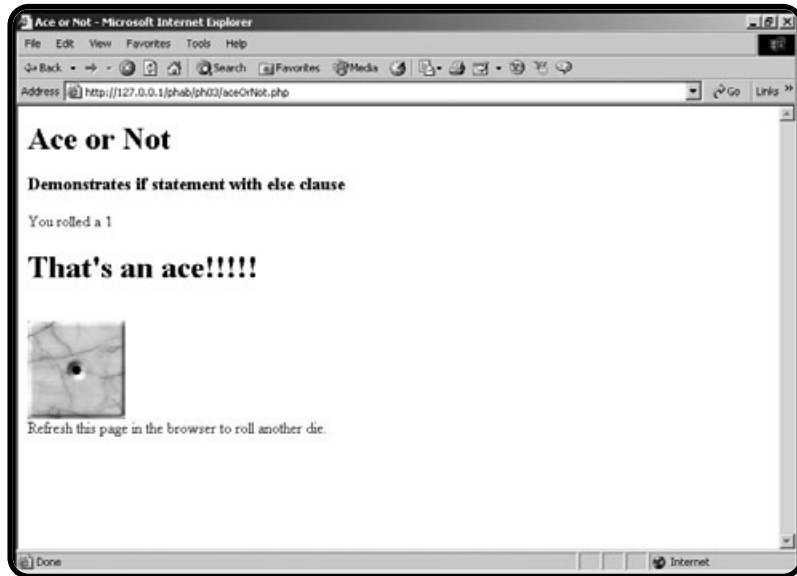 Ace or Not - Microsoft Internet Explorer
File Edit View Favorites Tools Help
Back Search Favorites Media
Address http://127.0.0.1/phab/ph03/aceOrNot.php Go Links »
Ace or Not
Demonstrates if statement with else clause
You rolled a 1
That's an ace!!!!!
Refresh this page in the browser to roll another die.
Done Internet